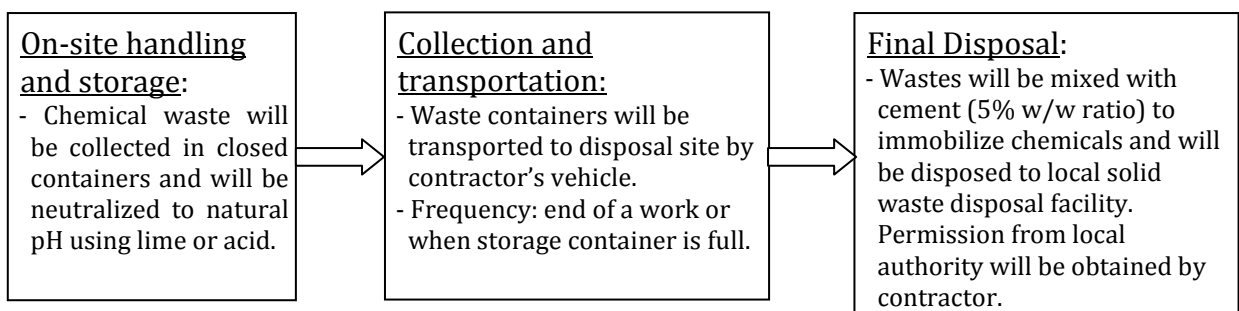 On-site handling
and storage:
- Chemical waste will
be collected in closed
containers and will be
neutralized to natural
pH using lime or acid.
Collection and
transportation:
- Waste containers will be
transported to disposal site by
contractor's vehicle.
- Frequency: end of a work or
when storage container is full.
Final Disposal:
- Wastes will be mixed with
cement (5% w/w ratio) to
immobilize chemicals and will
be disposed to local solid
waste disposal facility.
Permission from local
authority will be obtained by
contractor.